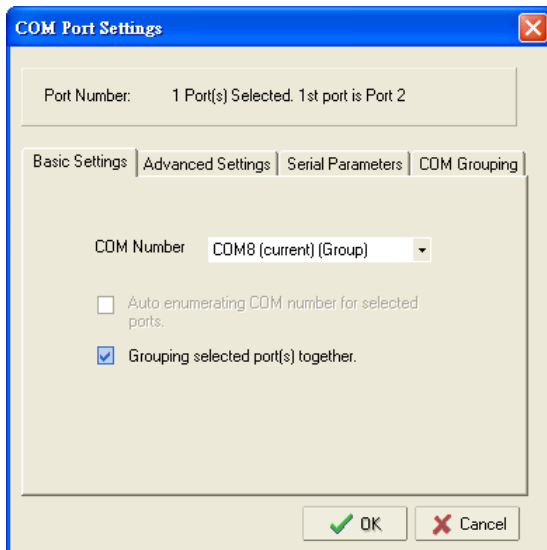 COM Port Settings
Port Number: 1 Port(s) Selected. 1st port is Port 2
Basic Settings Advanced Settings Serial Parameters COM Grouping
COM Number COM8 (current) (Group)
Auto enumerating COM number for selected
ports.
Grouping selected port(s) together.
OK Cancel